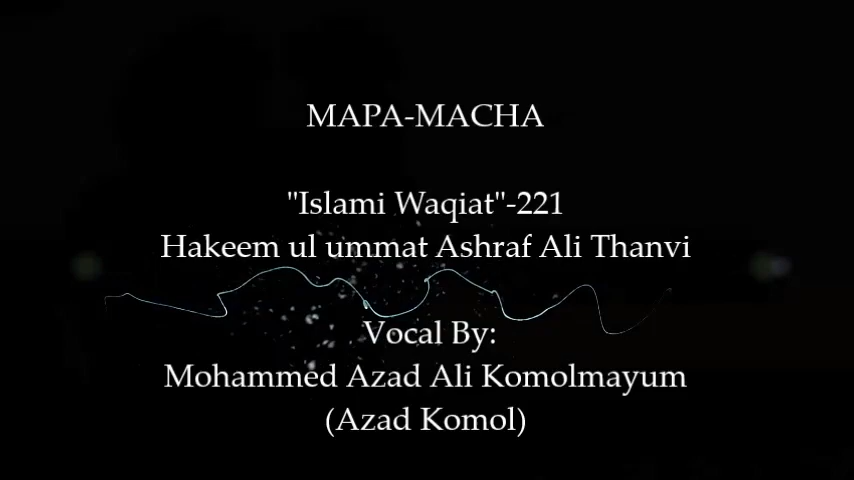 MAPA-MACHA
"Islami Waqiat"-221
Hakeem ul ummat Ashraf Ali Thanvi
Vocal By:
Mohammed Azad Ali Komolmayum
(Azad Komol)